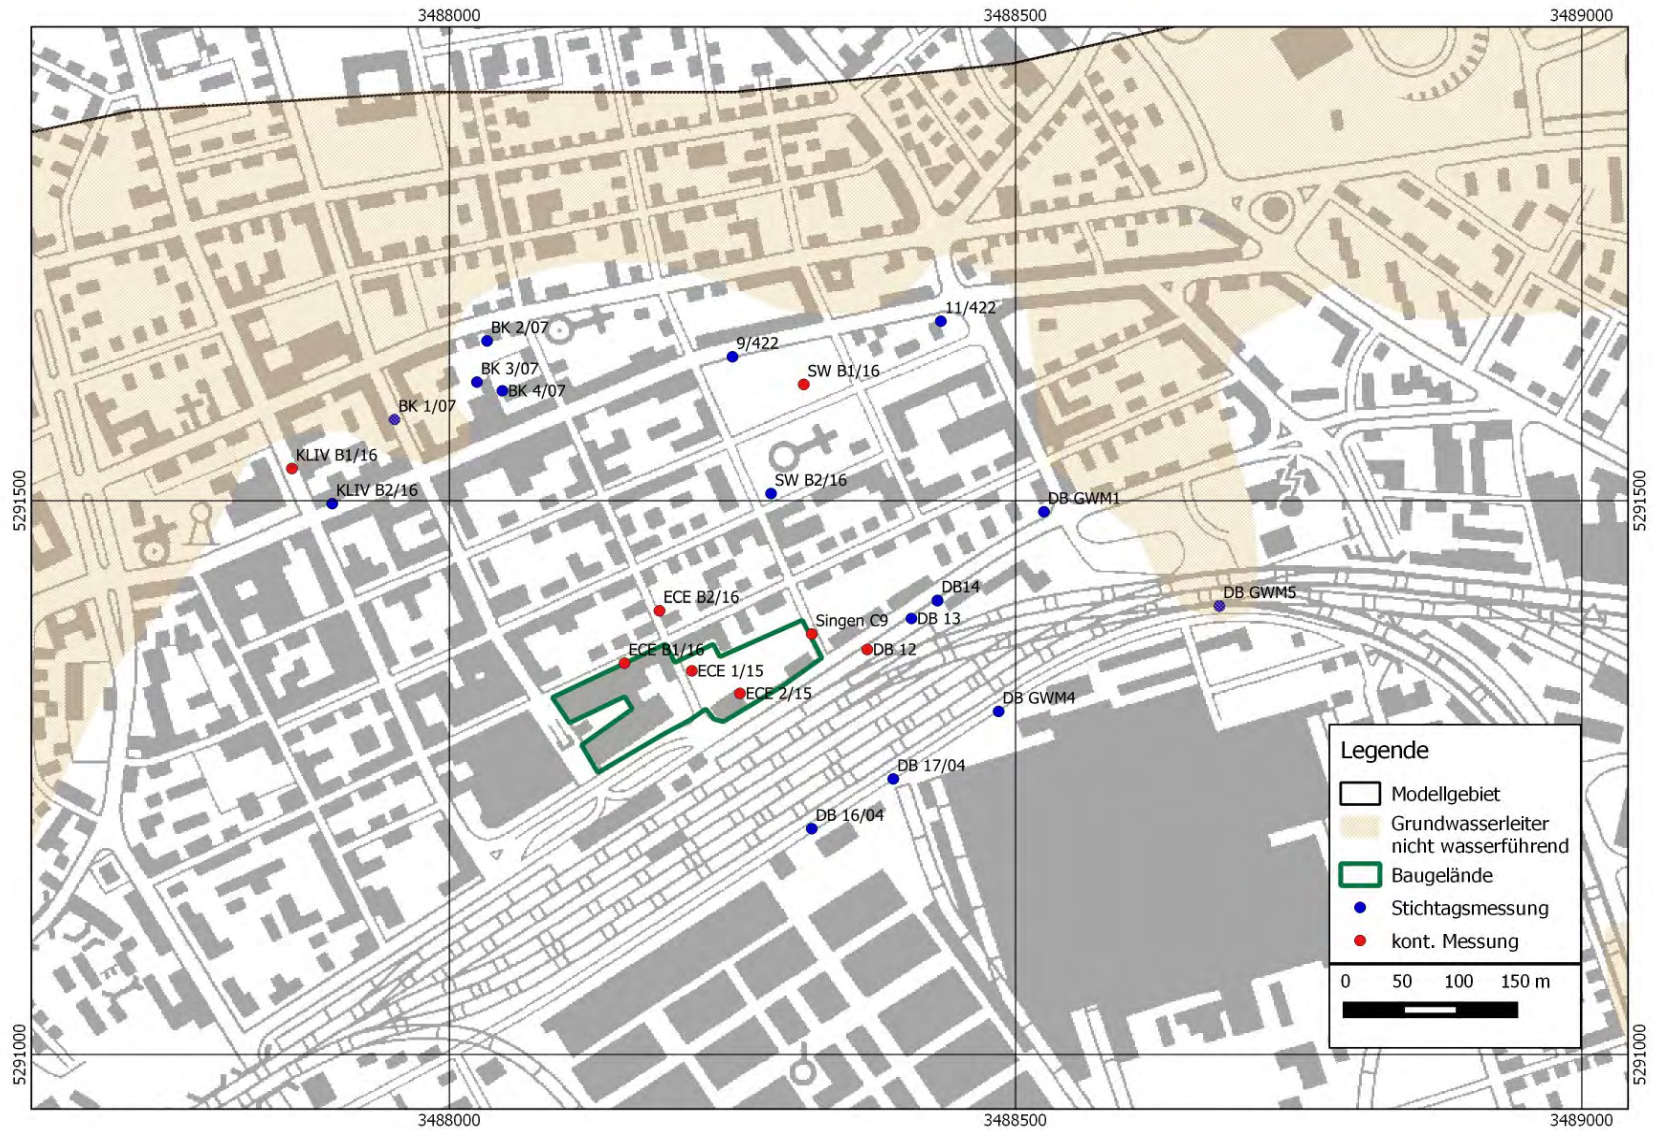 3488000
3488500
3489000
11/422
BK 2/07
9/422
BK 3/07
SW B1/16
BK 4/07
BK 1/07
KLIV B1/16
SW B2/16
KLIV B2/16
DB GWM1
5291500
5291500
DB14
DB GWM5
ECE B2/16
Singen C9
DB 13
ECE B1/16
DB 12
ECE 1/15
ECE 2/15
DB GWM4
DB 17/04
DB 16/04
Legende
Modellgebiet
Grundwasserleiter
nicht wasserführend
Baugelände
Stichtagsmessung
kont. Messung
0 50 100 150 m
5291000
5291000
3488000
3488500
3489000